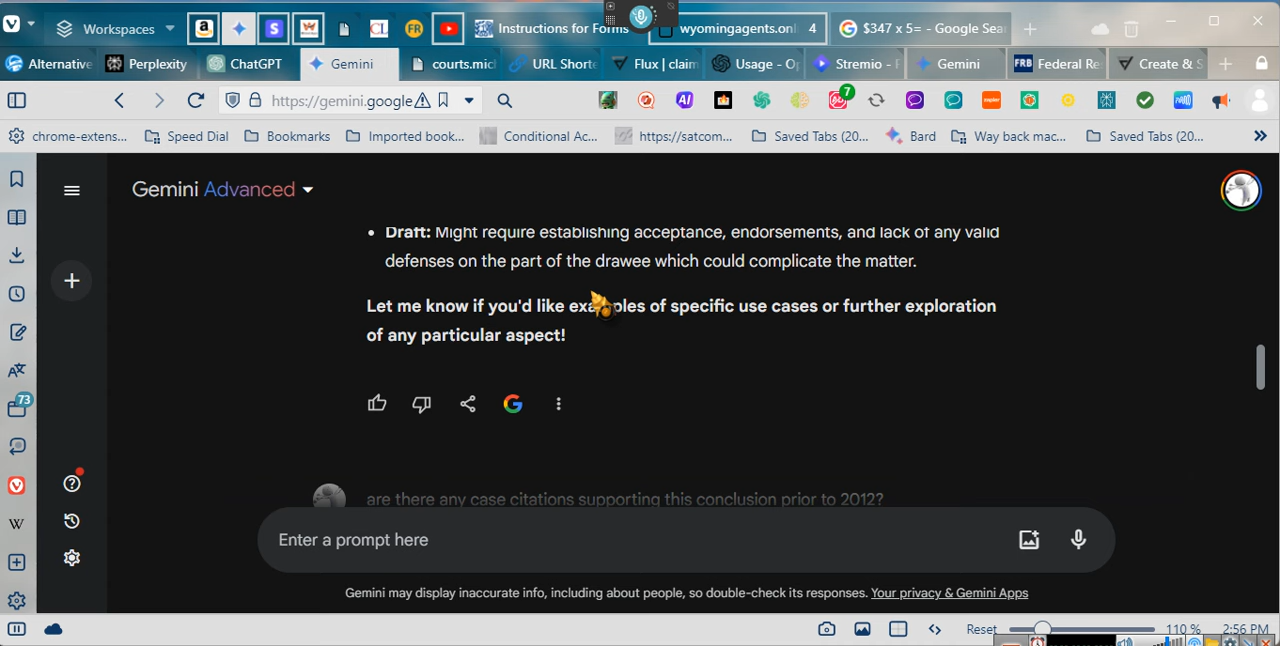 Workspaces
Instructions for Forms
wyomingagents.onl
4
$347 x 5= - Google Sea
Alternative
Perplexity
ChatGPT
Gemini
courts.mic
URL Short
Flux | claim
Usage - Op
Stremio - F
Gemini
FRB
Federal Re
Create & S
https://gemini.google
7
chrome-extens...
Speed Dial
Bookmarks
Imported book...
Conditional Ac...
https://satcom...
Saved Tabs (20...
Bard
Way back mac...
Saved Tabs (20...
Gemini Advanced
• Draft: Might require establishing acceptance, endorsements, and lack of any valid
defenses on the part of the drawee which could complicate the matter.
Let me know if you'd like examples of specific use cases or further exploration
of any particular aspect!
are there any case citations supporting this conclusion prior to 2012?
Enter a prompt here
Gemini may display inaccurate info, including about people, so double-check its responses. Your privacy & Gemini Apps
73
Reset
110 %
2:56 PM